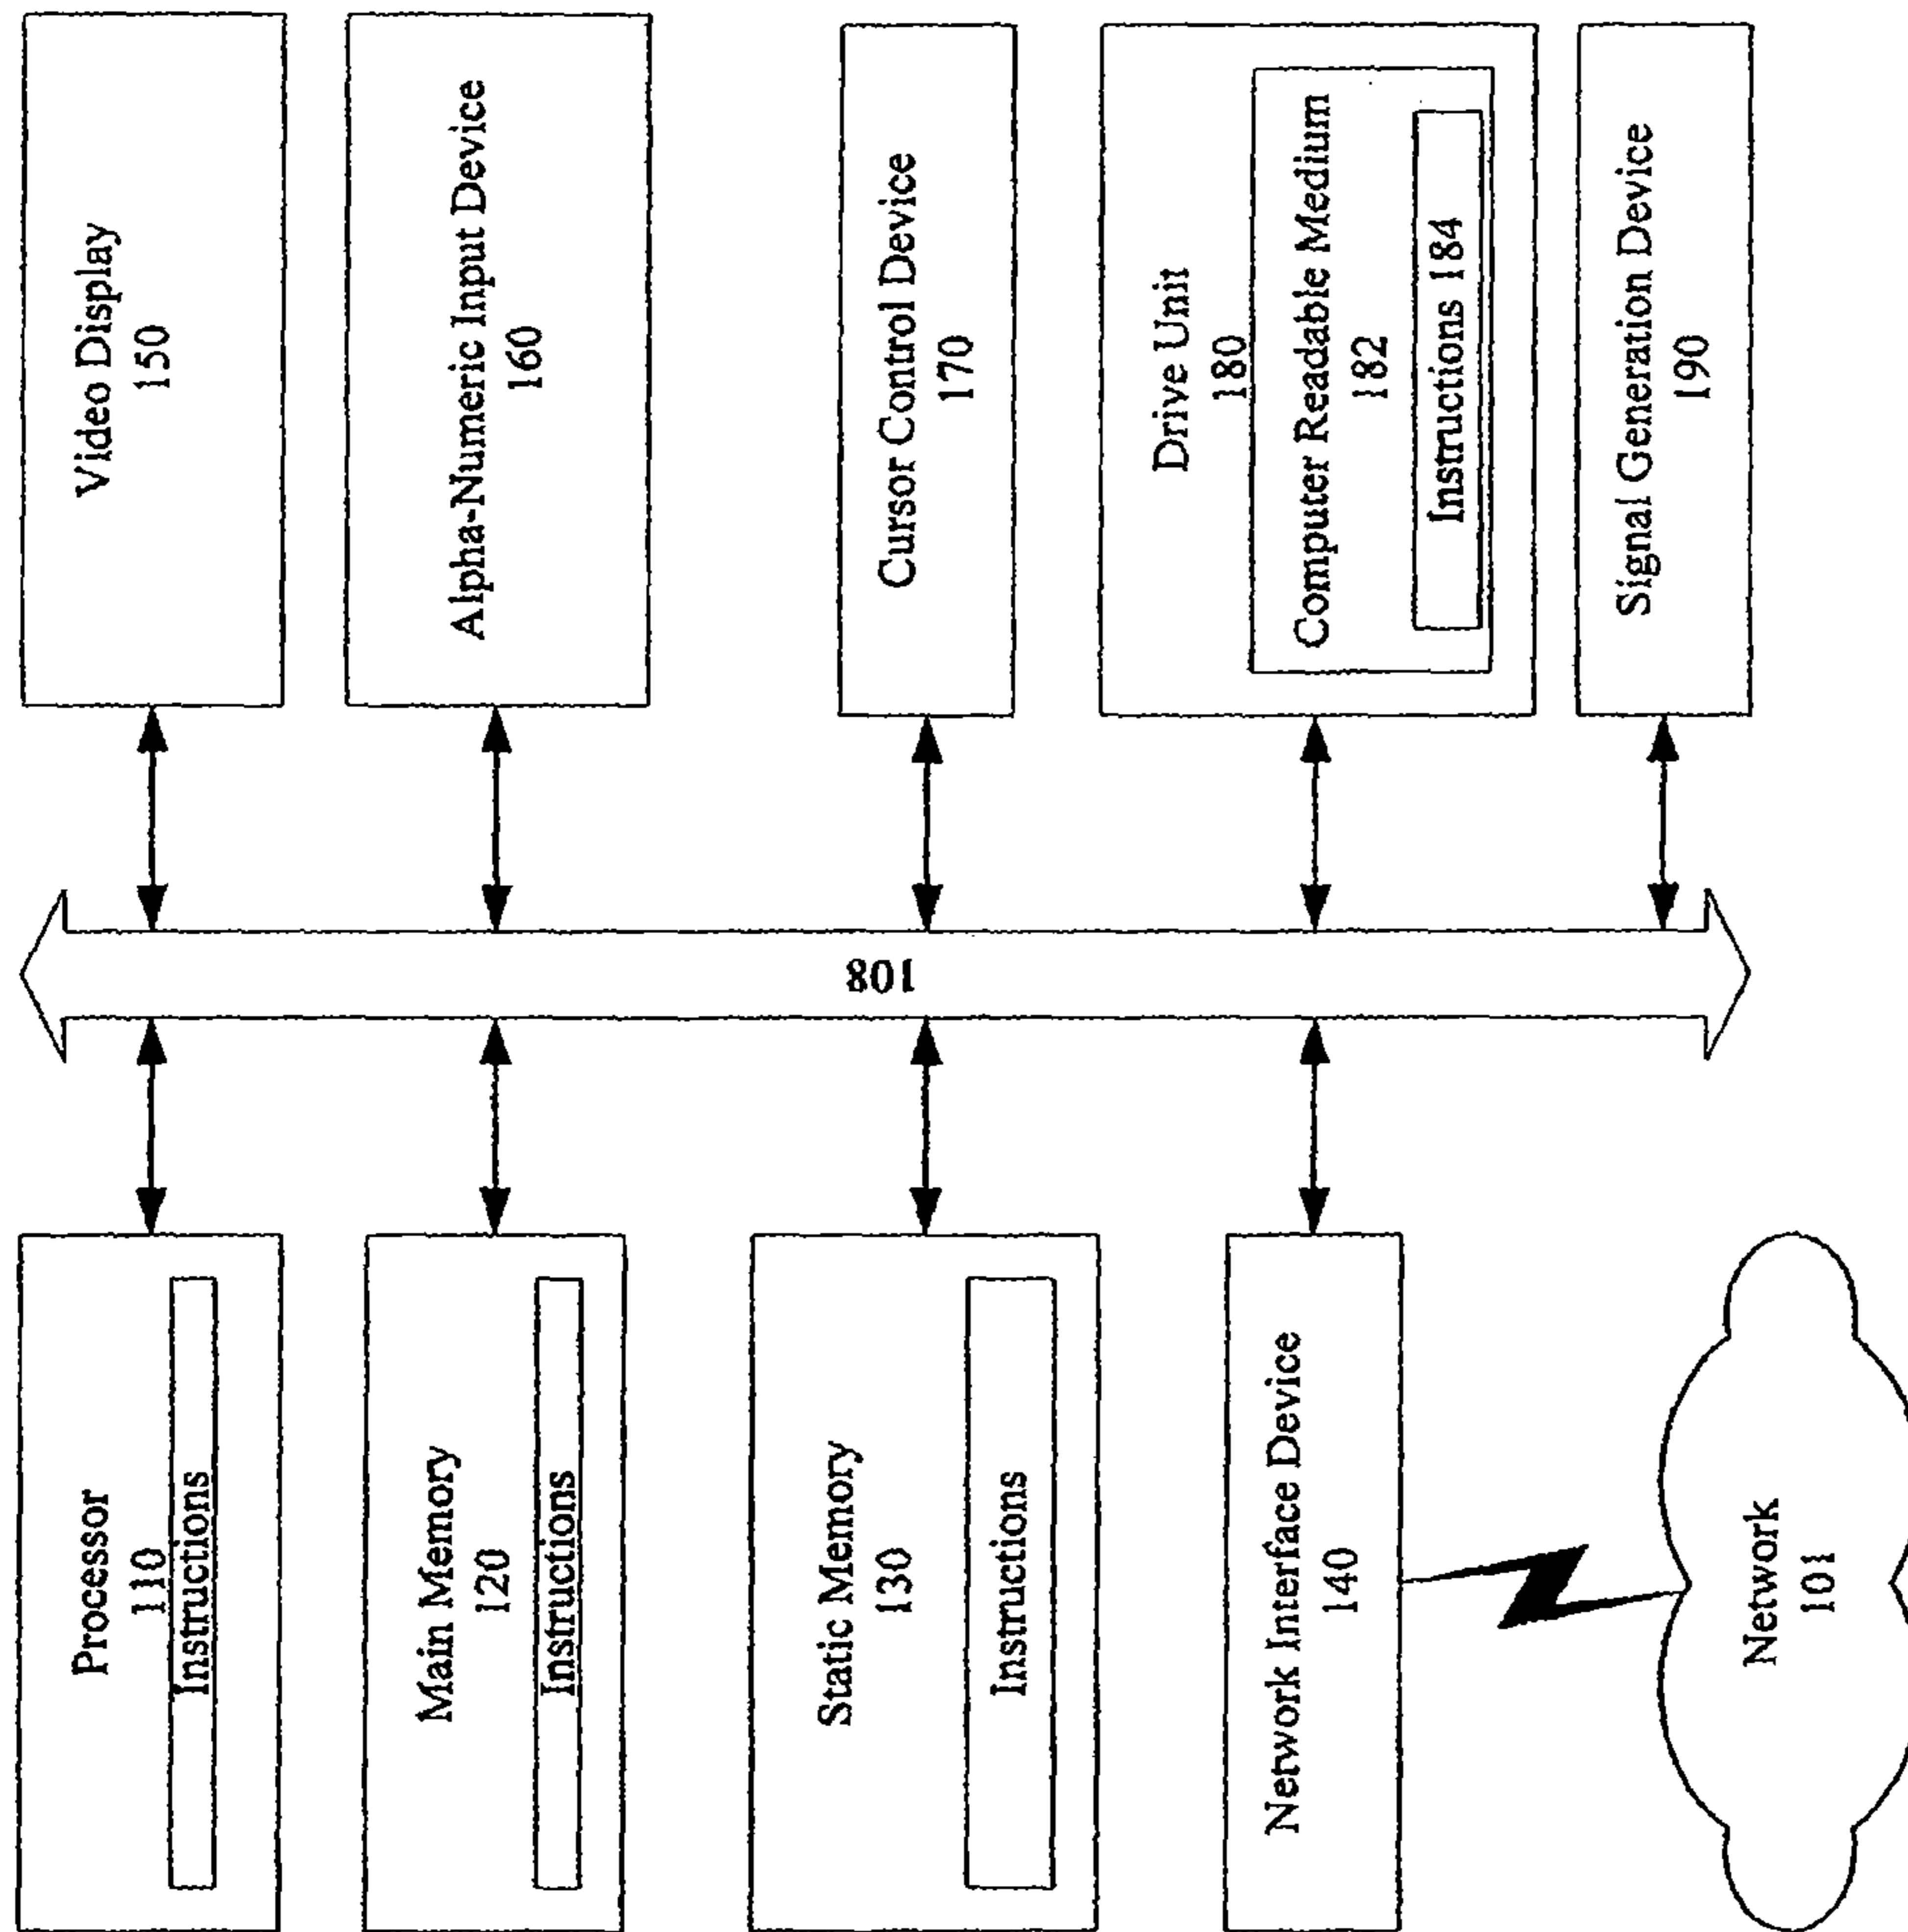 Processor
110
Instructions
Main Memory
120
Instructions
Static Memory
130
Instructions
Network Interface Device
140
Network
101
108
Video Display
150
Alpha-Numeric Input Device
160
Cursor Control Device
170
Drive Unit
180
Computer Readable Medium
182
Instructions 184
Signal Generation Device
190